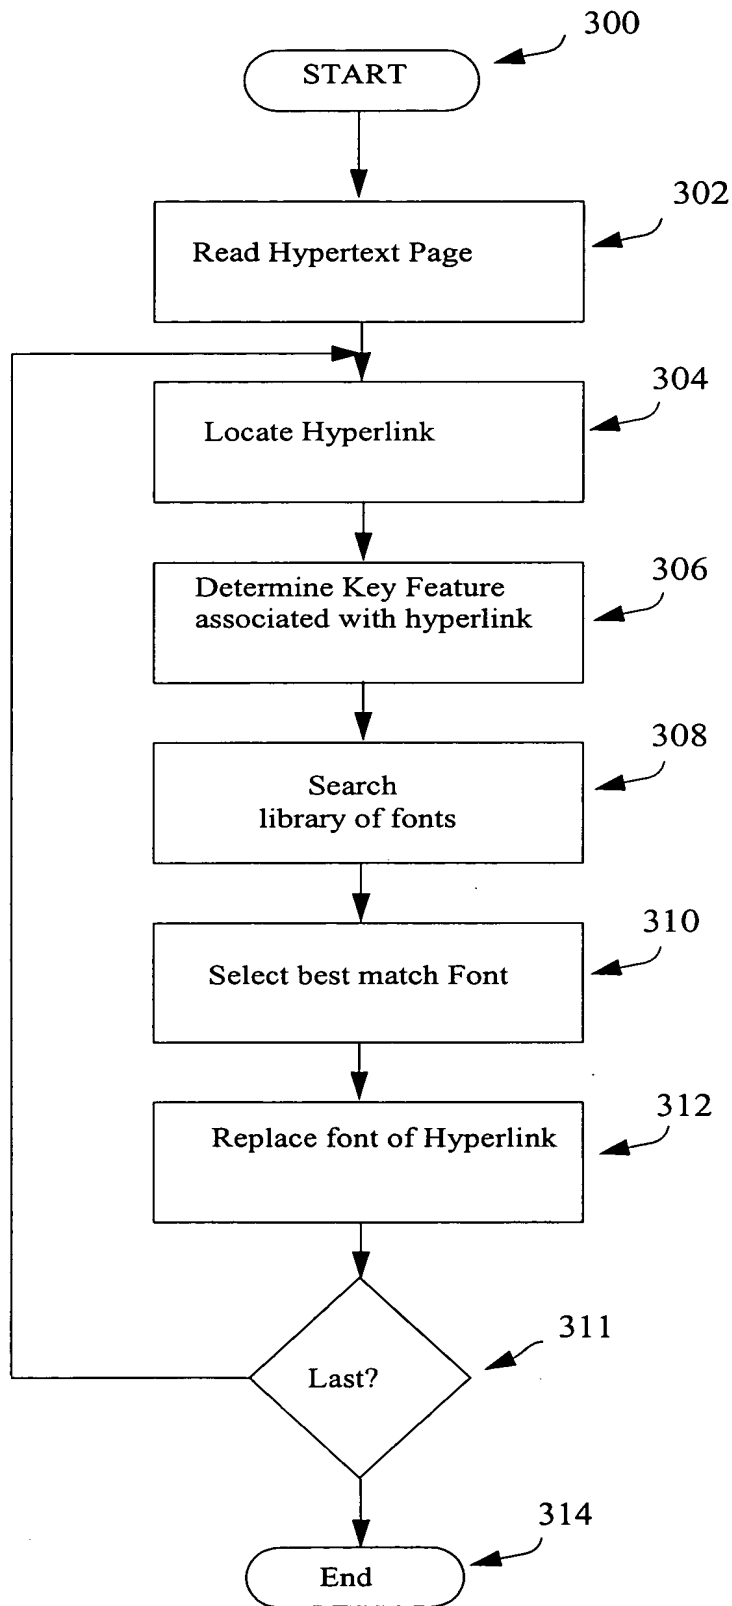 300
START
302
Read Hypertext Page
304
Locate Hyperlink
306
Determine Key Feature
associated with hyperlink
308
Search
library of fonts
310
Select best match Font
312
Replace font of Hyperlink
311
Last?
314
End